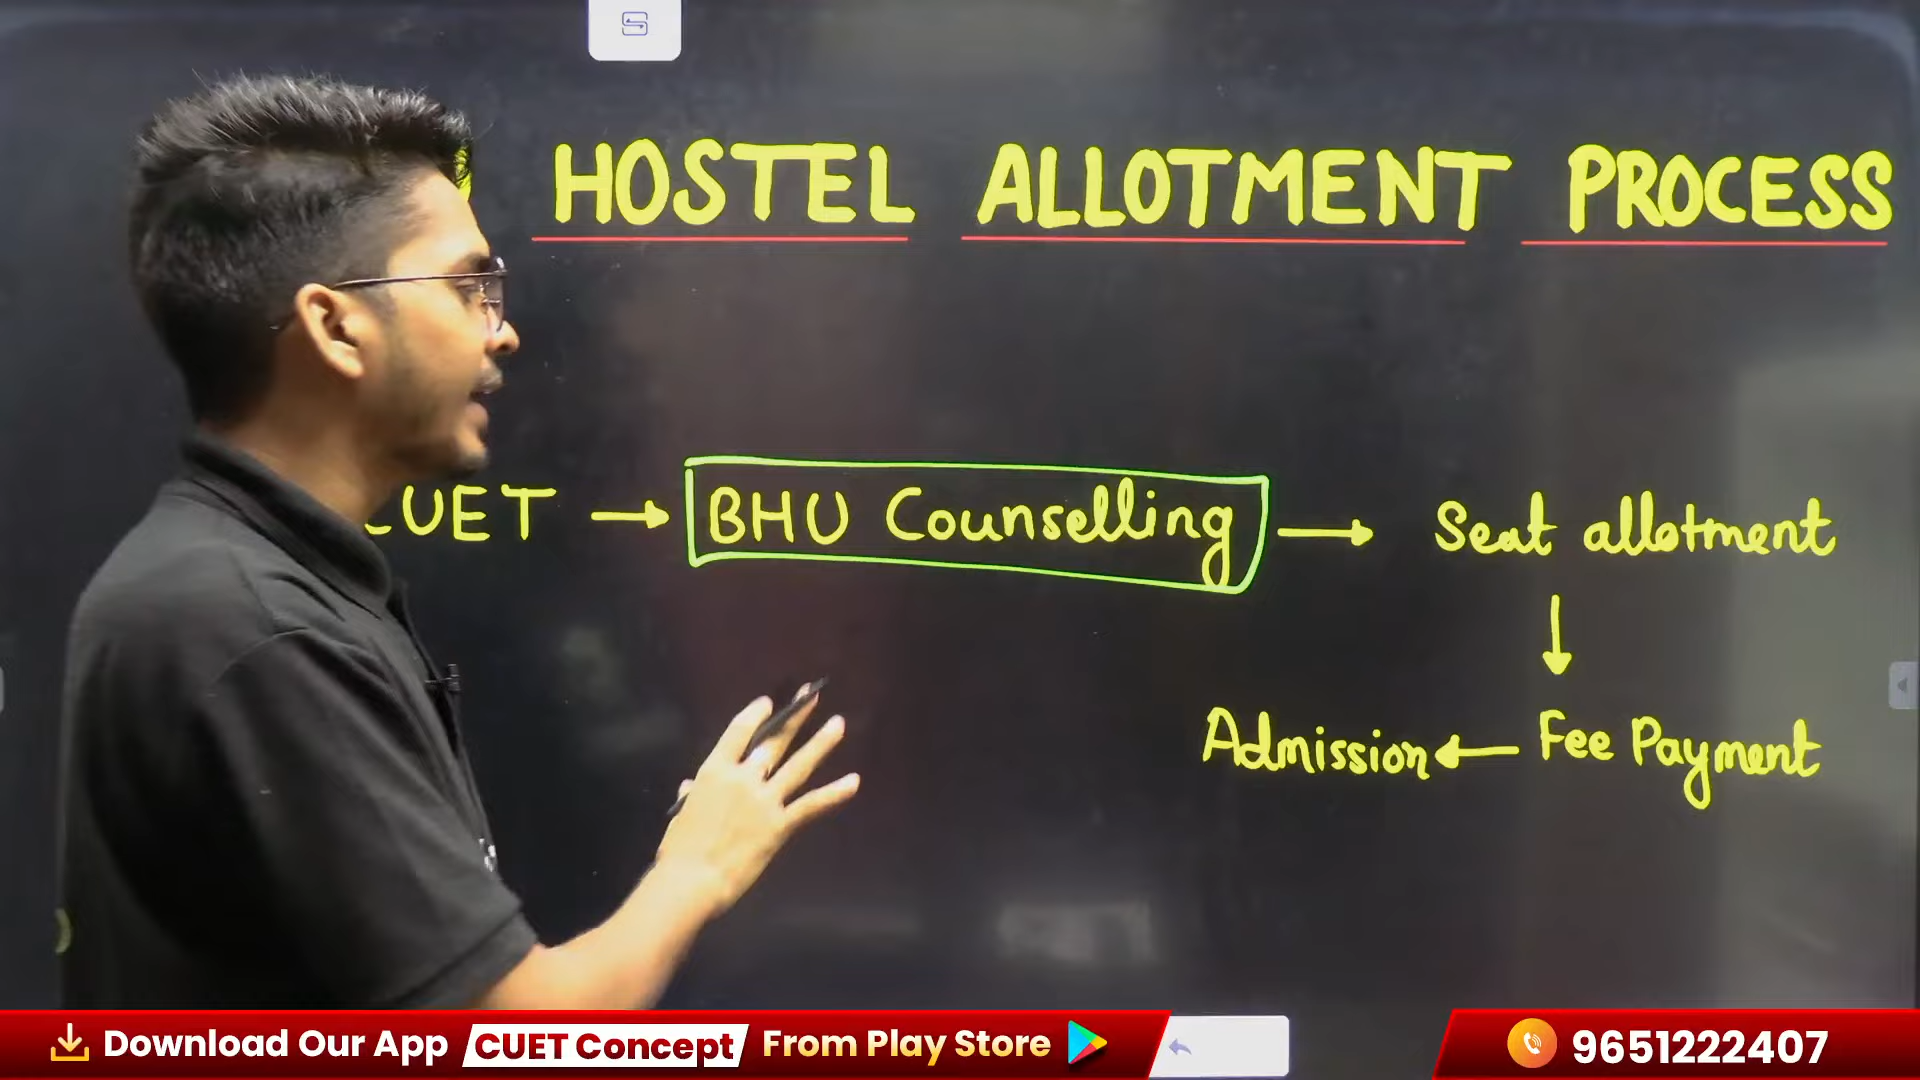 HOSTEL ALLOTMENT PROCESS
CUET → BHU Counselling → Seat allotment
↓
Admission ← Fee Payment
Download Our App CUET Concept From Play Store
9651222407